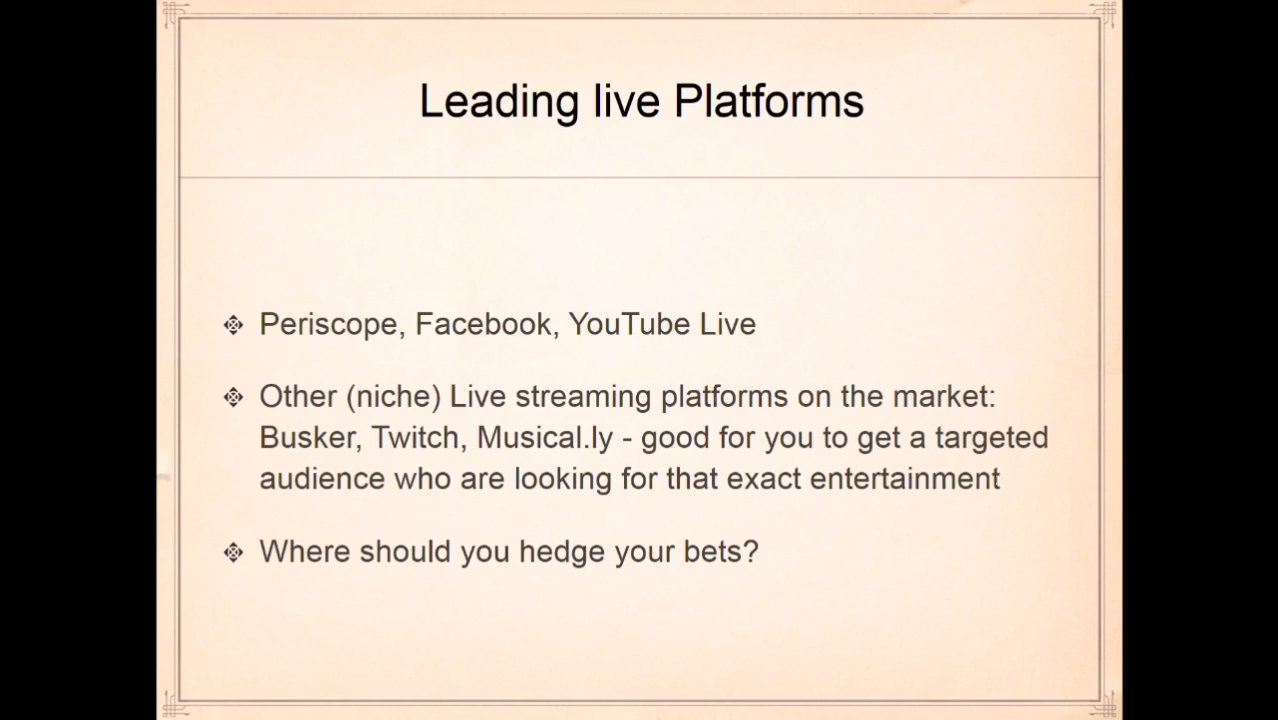 Leading live Platforms
Periscope, Facebook, YouTube Live
Other (niche) Live streaming platforms on the market:
Busker, Twitch, Musical.ly - good for you to get a targeted
audience who are looking for that exact entertainment
Where should you hedge your bets?